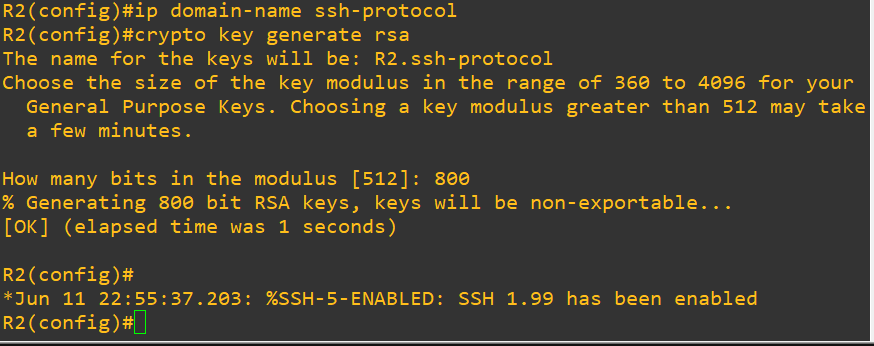 R2(config)#ip domain-name ssh-protocol
R2(config)#crypto key generate rsa
The name for the keys will be: R2.ssh-protocol
Choose the size of the key modulus in the range of 360 to 4096 for your
  General Purpose Keys. Choosing a key modulus greater than 512 may take
  a few minutes.

How many bits in the modulus [512]: 800
% Generating 800 bit RSA keys, keys will be non-exportable...
[OK] (elapsed time was 1 seconds)

R2(config)#
*Jun 11 22:55:37.203: %SSH-5-ENABLED: SSH 1.99 has been enabled
R2(config)#